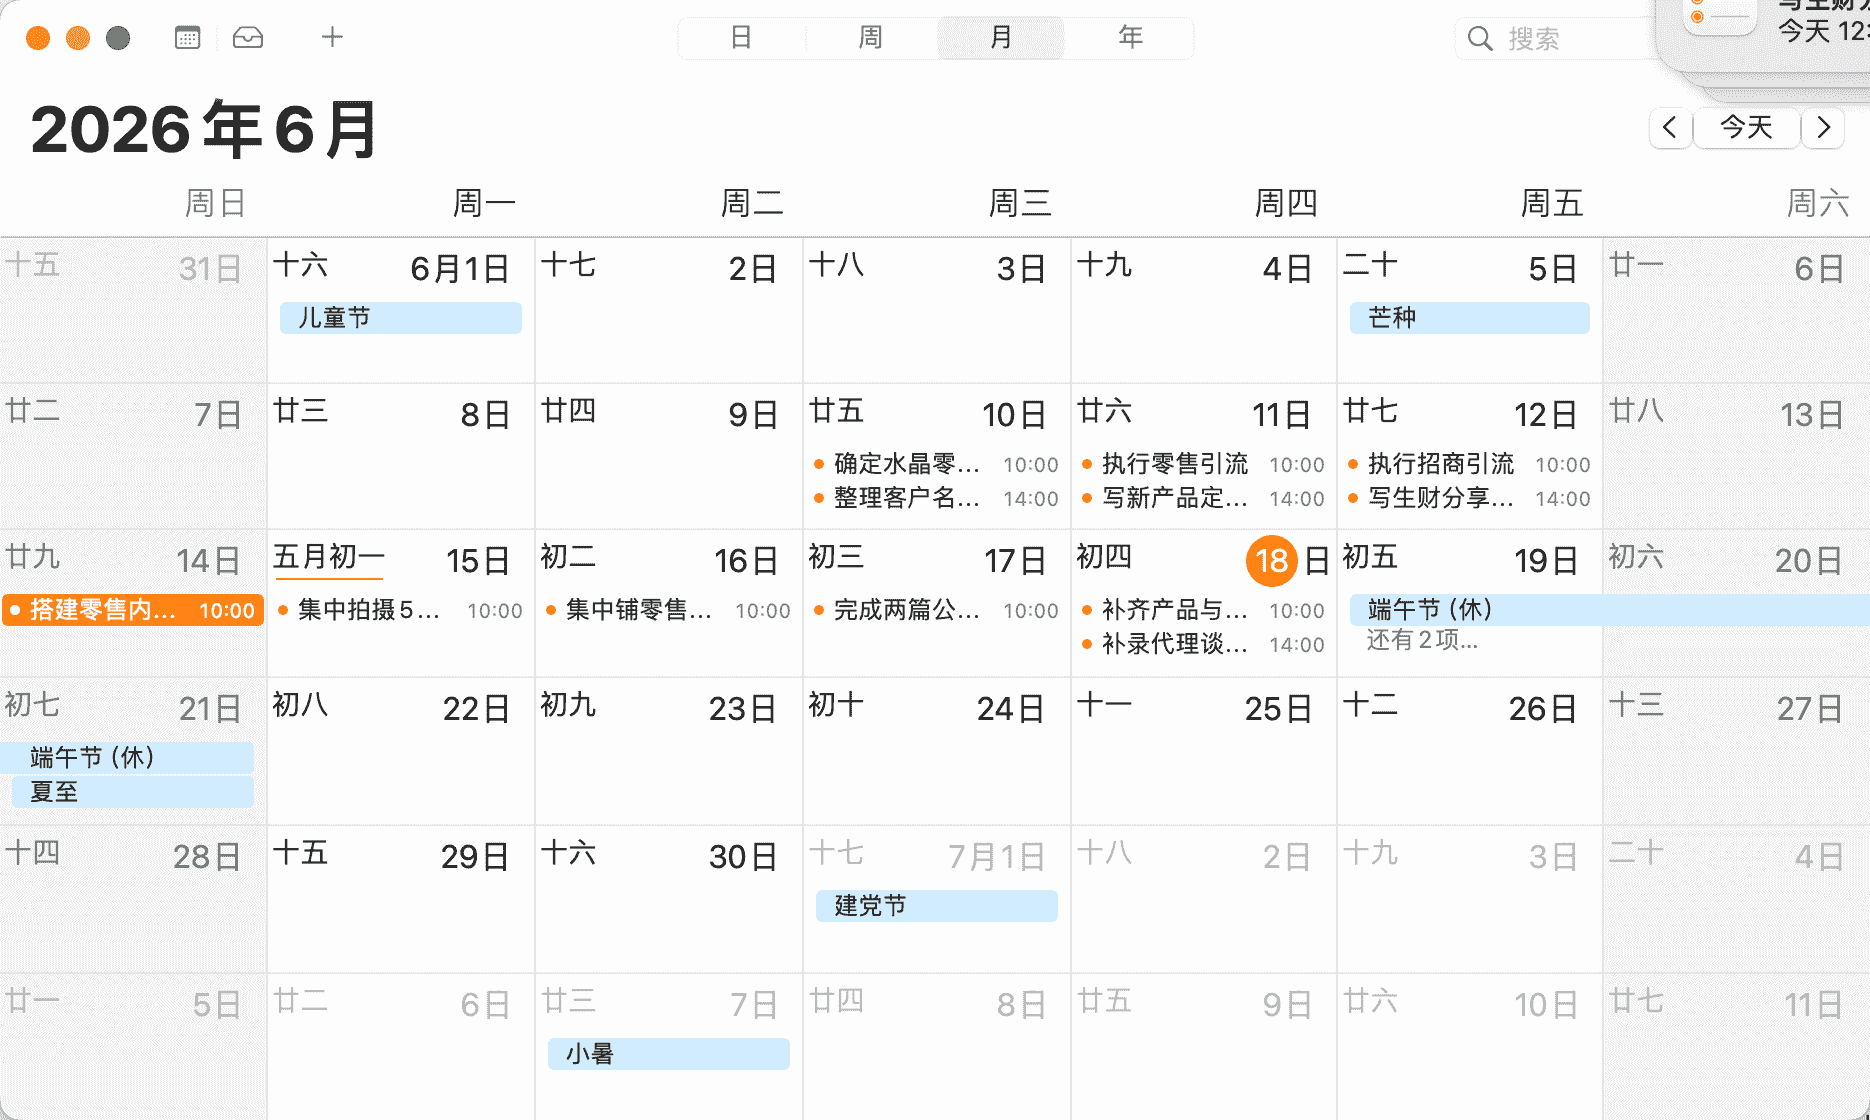 日 周 月 年 搜索
今天
2026年6月
今天
周日 周一 周二 周三 周四 周五 周六
十五 31日 十六 6月1日 十七 2日 十八 3日 十九 4日 二十 5日 廿一 6日
儿童节 芒种
廿二 7日 廿三 8日 廿四 9日 廿五 10日 廿六 11日 廿七 12日 廿八 13日
确定水晶零… 10:00 执行零售引流 10:00 执行招商引流 10:00
整理客户名… 14:00 写新产品定… 14:00 写生财分享… 14:00
廿九 14日 五月初一 15日 初二 16日 初三 17日 初四 18日 初五 19日 初六 20日
搭建零售内… 10:00 集中拍摄5… 10:00 集中铺零售… 10:00 完成两篇公… 10:00 补齐产品与… 10:00 端午节 (休)
补录代理谈… 14:00 还有2项…
初七 21日 初八 22日 初九 23日 初十 24日 十一 25日 十二 26日 十三 27日
端午节 (休)
夏至
十四 28日 十五 29日 十六 30日 十七 7月1日 十八 2日 十九 3日 二十 4日
建党节
廿一 5日 廿二 6日 廿三 7日 廿四 8日 廿五 9日 廿六 10日 廿七 11日
小暑